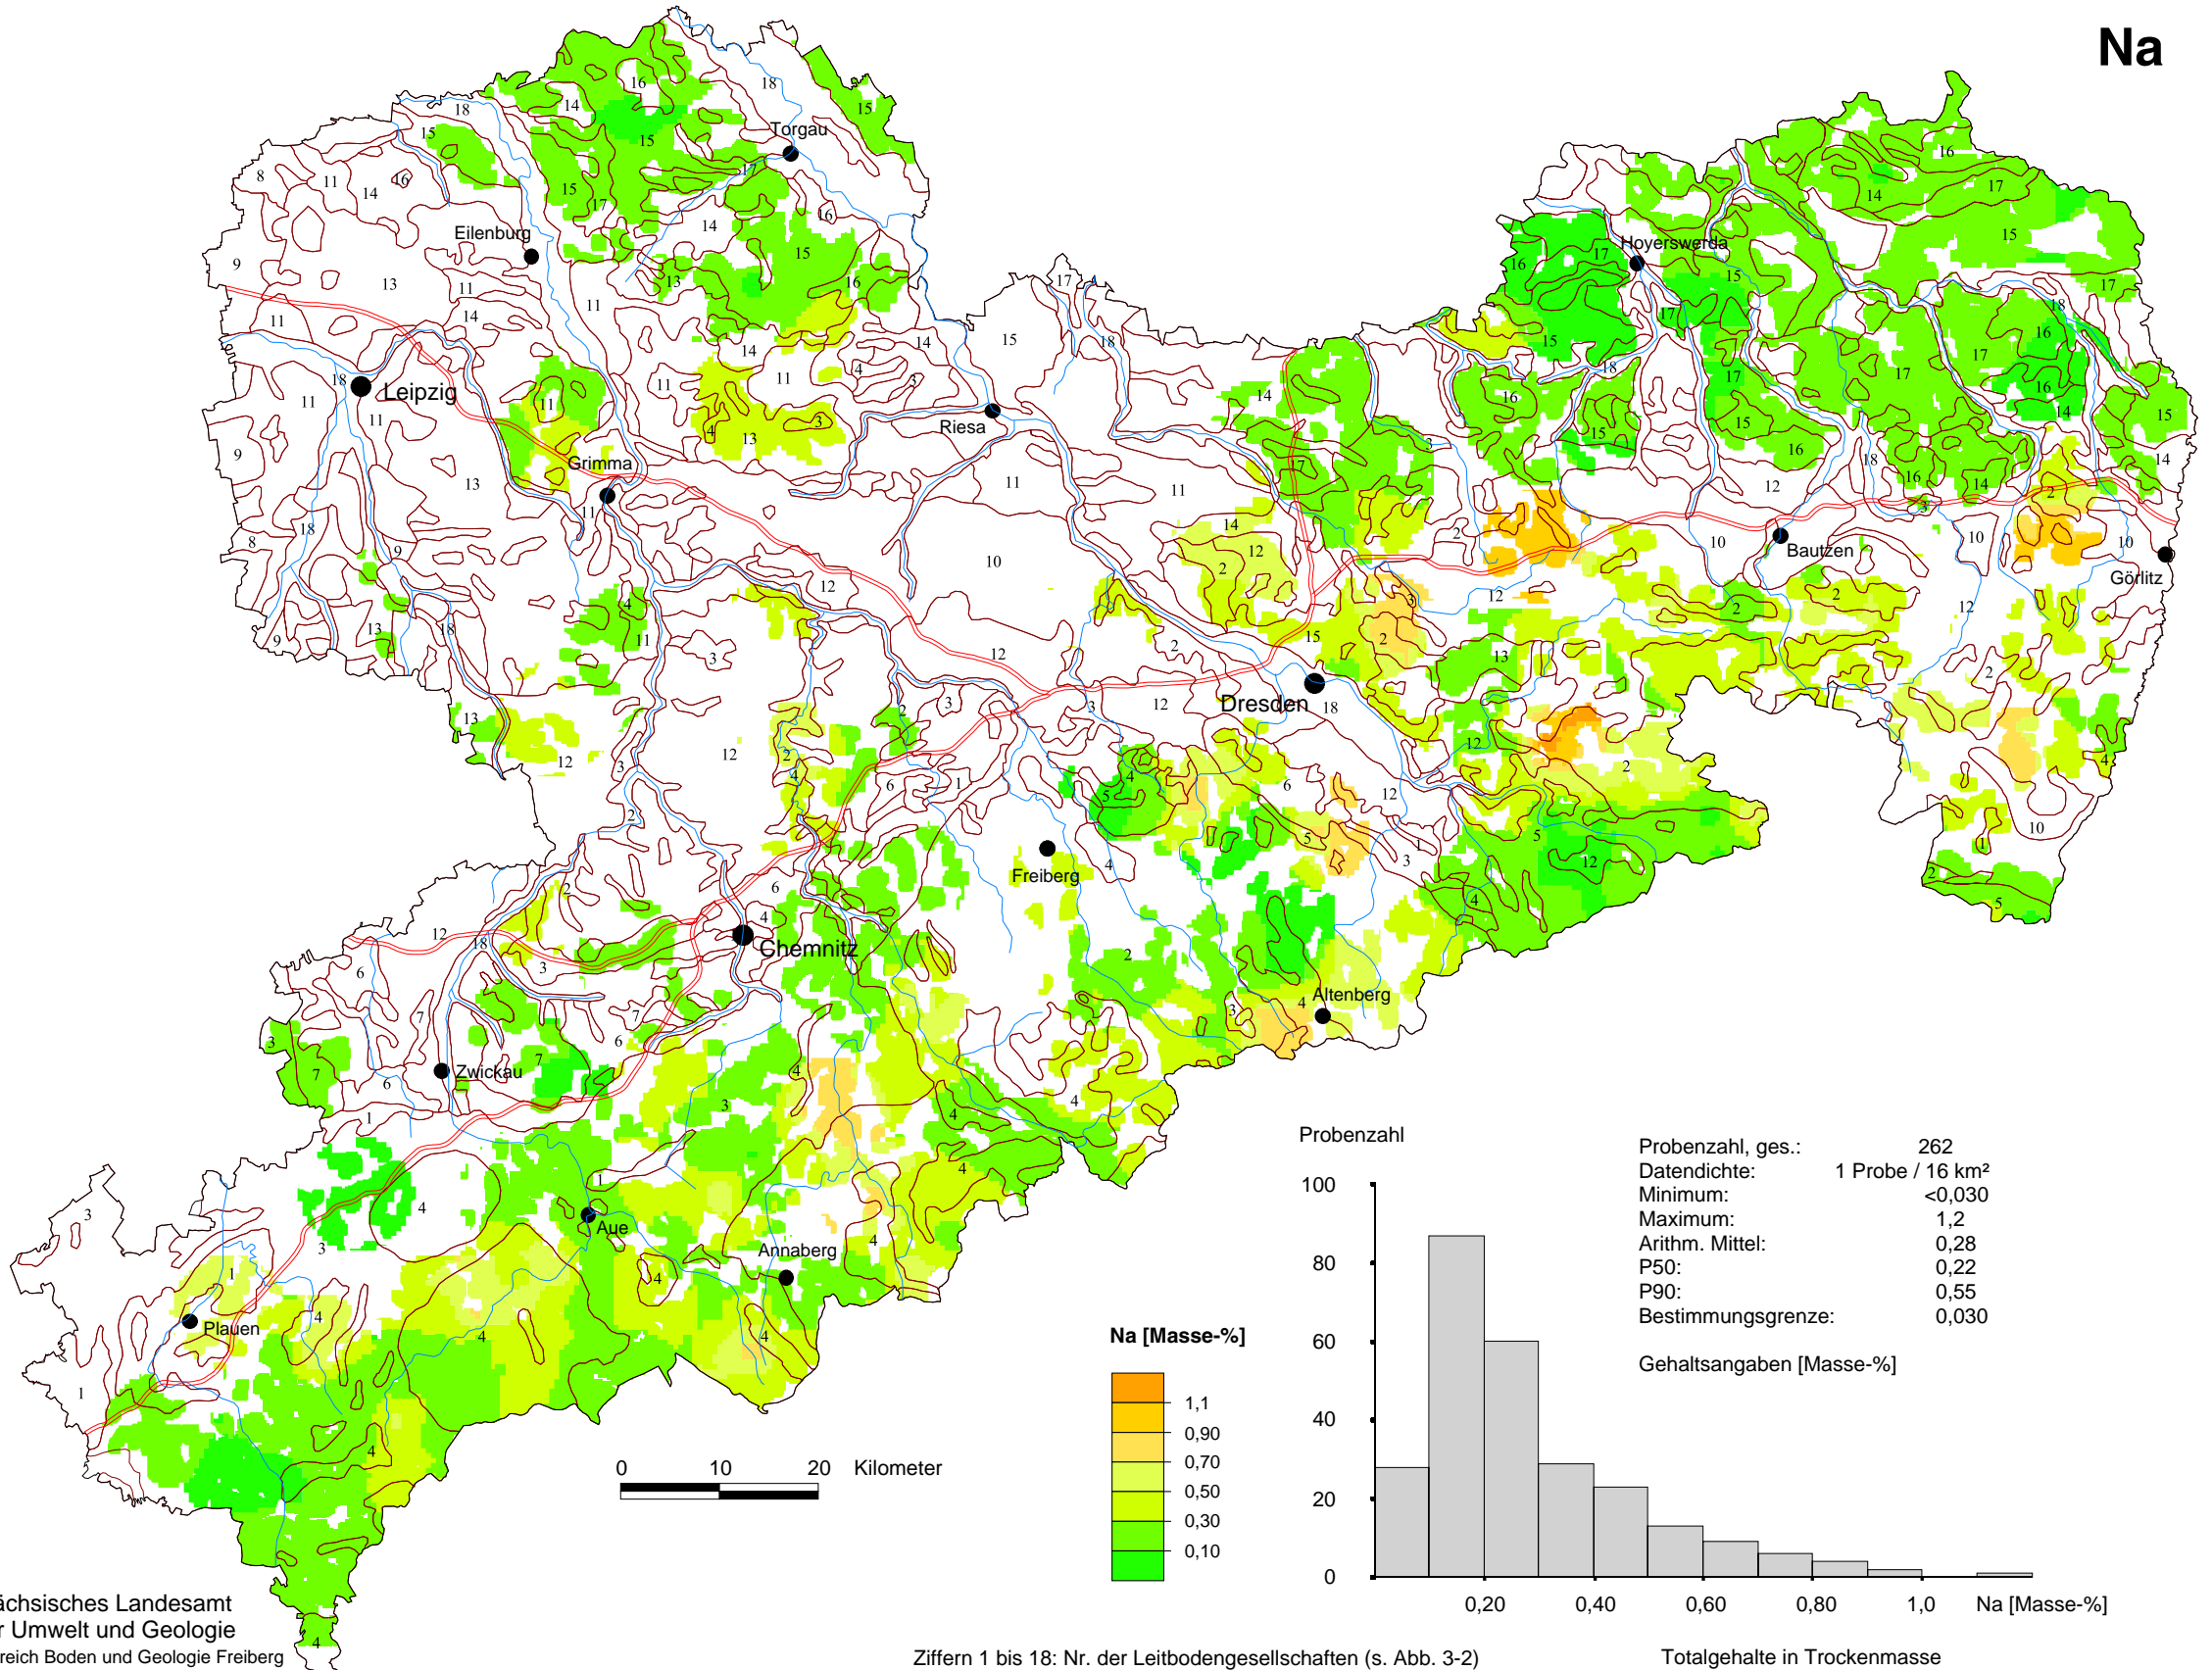 Na
Torgau
Eilenburg
Hoyerswerda
Leipzig
Riesa
Grimma
Bautzen
Görlitz
Dresden
Freiberg
Chemnitz
Altenberg
Zwickau
Aue
Annaberg
Plauen
Probenzahl
100
80
60
40
20
0
0,20 0,40 0,60 0,80 1,0 Na [Masse-%]
Probenzahl, ges.: 262
Datendichte: 1 Probe / 16 km²
Minimum: <0,030
Maximum: 1,2
Arithm. Mittel: 0,28
P50: 0,22
P90: 0,55
Bestimmungsgrenze: 0,030
Gehaltsangaben [Masse-%]
Na [Masse-%]
1,1
0,90
0,70
0,50
0,30
0,10
0 10 20 Kilometer
ächsisches Landesamt
r Umwelt und Geologie
reich Boden und Geologie Freiberg
Ziffern 1 bis 18: Nr. der Leitbodengesellschaften (s. Abb. 3-2)
Totalgehalte in Trockenmasse